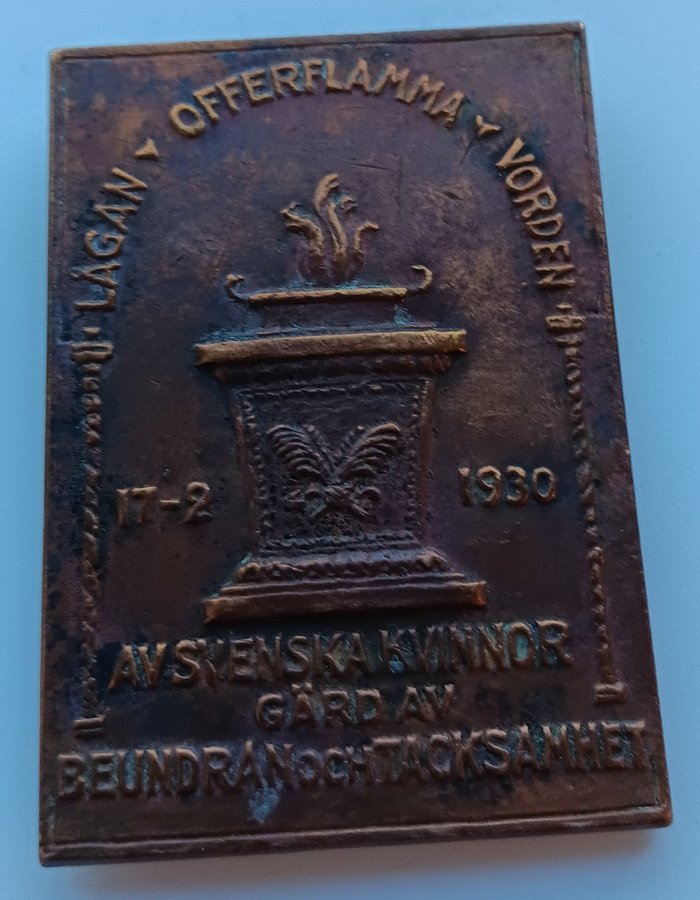 LÅGAN OFFERFLAMMA VORDEN
17-2 1930
AV SVENSKA KVINNOR
GÄRD AV
BEUNDRAN OCH TACKSAMHET